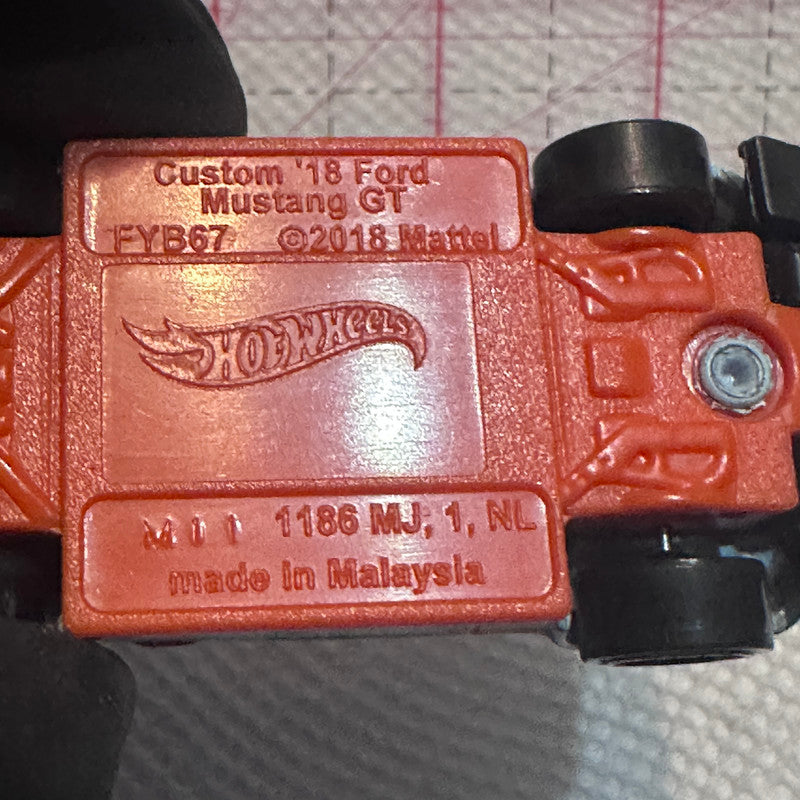 Custom '18 Ford
Mustang GT
FYB67 ©2018 Mattel
HOT WHEELS
M11 1186 MJ, 1, NL
made in Malaysia